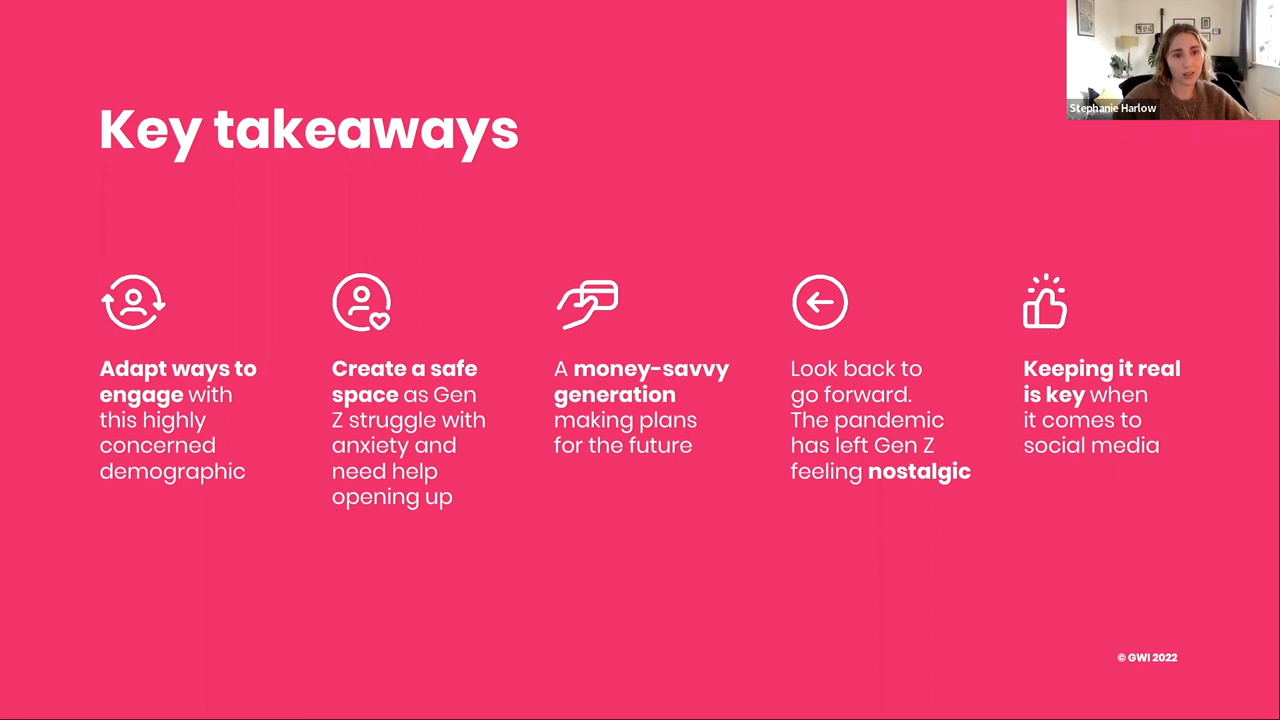 Stephanie Harlow
Key takeaways
Adapt ways to
engage with
this highly
concerned
demographic
Create a safe
space as Gen
Z struggle with
anxiety and
need help
opening up
A money-savvy
generation
making plans
for the future
Look back to
go forward.
The pandemic
has left Gen Z
feeling nostalgic
Keeping it real
is key when
it comes to
social media
© GWI 2022